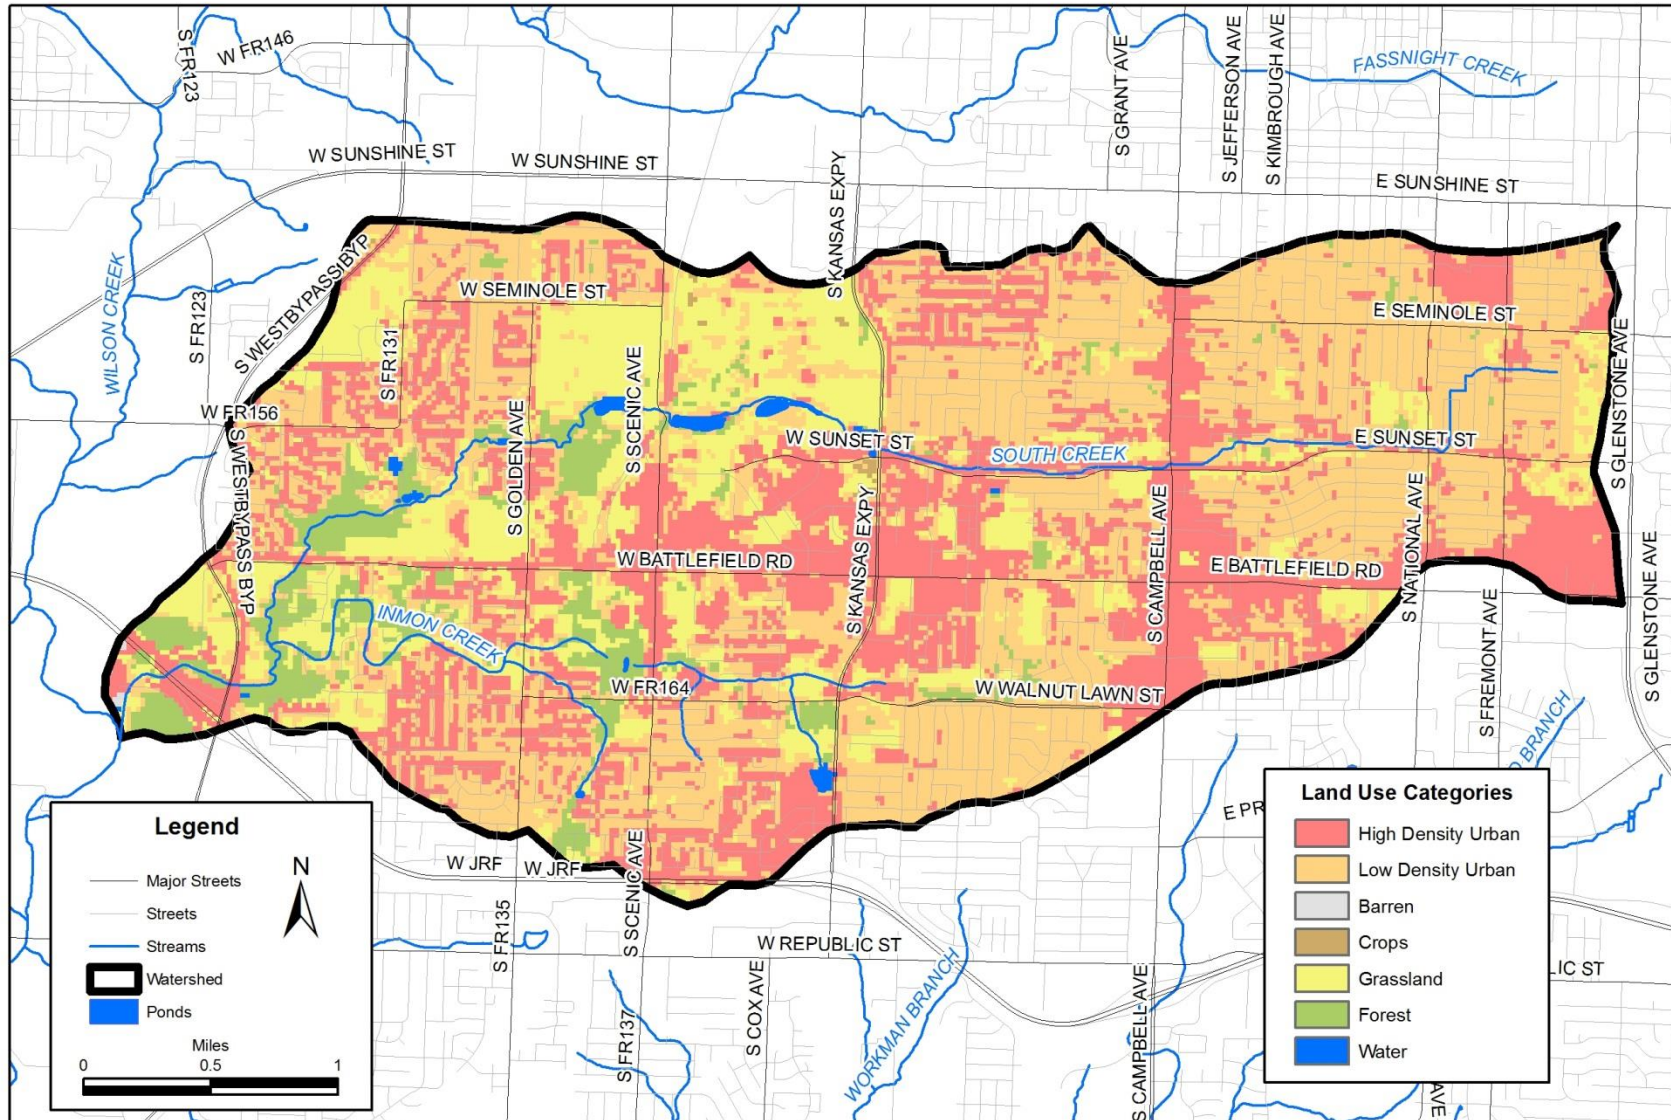 S FR123
W FR146
S GRANT AVE
S JEFFERSON AVE
S KIMBROUGH AVE
FASSNIGHT CREEK
W SUNSHINE ST
W SUNSHINE ST
E SUNSHINE ST
S KANSAS EXPY
WILSON CREEK
S FR123
S WESTBYPASS BYP
W SEMINOLE ST
E SEMINOLE ST
S FR131
S SCENIC AVE
S GLENSTONE AVE
W FR156
S GOLDEN AVE
W SUNSET ST
SOUTH CREEK
E SUNSET ST
S WESTBYPASS BYP
S KANSAS EXPY
S CAMPBELL AVE
S NATIONAL AVE
W BATTLEFIELD RD
E BATTLEFIELD RD
INMON CREEK
S FREMONT AVE
S GLENSTONE AVE
W FR164
W WALNUT LAWN ST
D BRANCH
E PR
W JRF
W JRF
S SCENIC AVE
S FR135
W REPUBLIC ST
LIC ST
S COX AVE
WORKMAN BRANCH
S CAMPBELL AVE
S FR137
AVE
Legend
N
Major Streets
Streets
Streams
Watershed
Ponds
Miles
0 0.5 1
Land Use Categories
High Density Urban
Low Density Urban
Barren
Crops
Grassland
Forest
Water